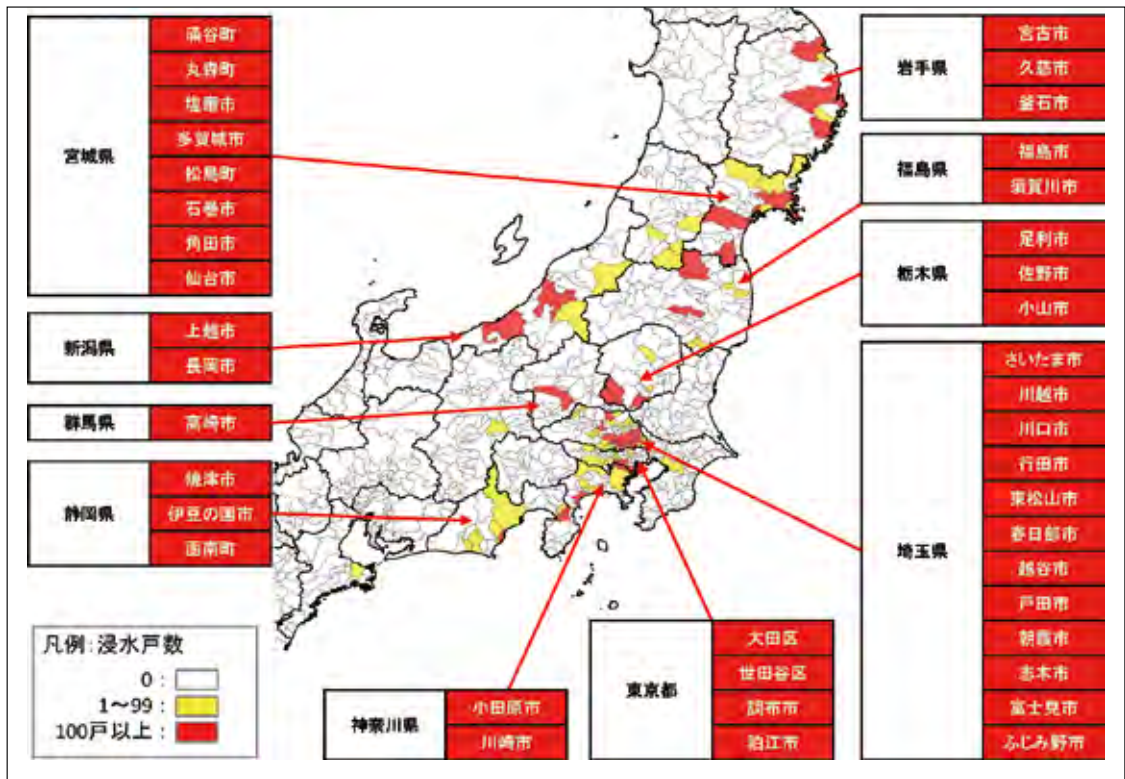 宮城県
涌谷町
丸森町
塩竈市
多賀城市
松島町
石巻市
角田市
仙台市
新潟県
上越市
長岡市
群馬県
高崎市
静岡県
焼津市
伊豆の国市
函南町
凡例:浸水戸数
0:
1~99:
100戸以上:
神奈川県
小田原市
川崎市
東京都
大田区
世田谷区
調布市
狛江市
岩手県
宮古市
久慈市
釜石市
福島県
福島市
須賀川市
栃木県
足利市
佐野市
小山市
埼玉県
さいたま市
川越市
川口市
行田市
東松山市
春日部市
越谷市
戸田市
朝霞市
志木市
富士見市
ふじみ野市